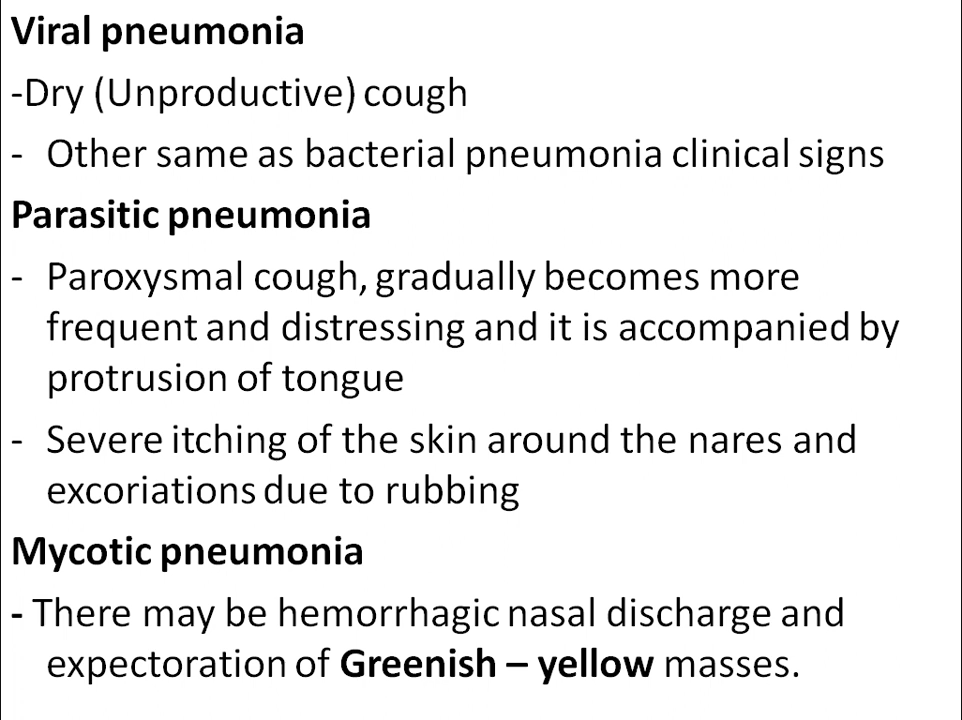 Viral pneumonia
-Dry (Unproductive) cough
- Other same as bacterial pneumonia clinical signs
Parasitic pneumonia
- Paroxysmal cough, gradually becomes more
frequent and distressing and it is accompanied by
protrusion of tongue
- Severe itching of the skin around the nares and
excoriations due to rubbing
Mycotic pneumonia
- There may be hemorrhagic nasal discharge and
expectoration of Greenish – yellow masses.